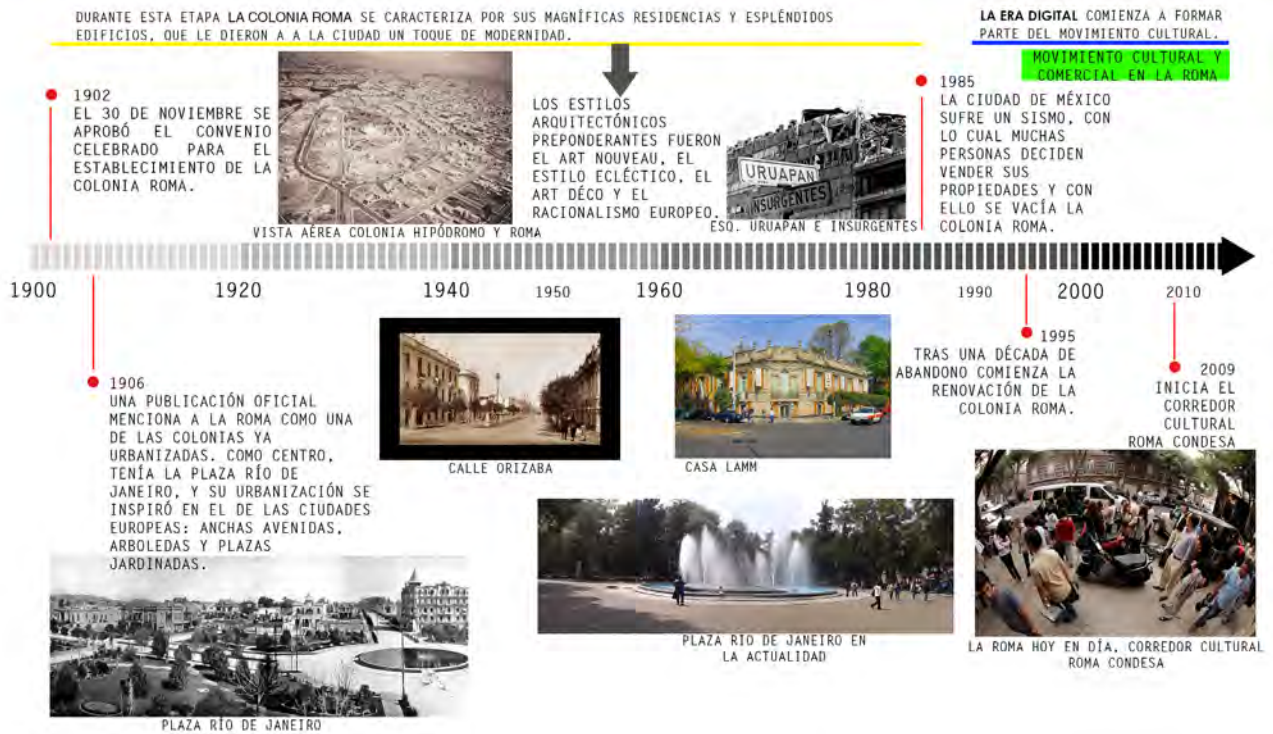 DURANTE ESTA ETAPA LA COLONIA ROMA SE CARACTERIZA POR SUS MAGNÍFICAS RESIDENCIAS Y ESPLÉNDIDOS
EDIFICIOS, QUE LE DIERON A A LA CIUDAD UN TOQUE DE MODERNIDAD.
LA ERA DIGITAL COMIENZA A FORMAR
PARTE DEL MOVIMIENTO CULTURAL.
MOVIMIENTO CULTURAL Y
COMERCIAL EN LA ROMA
1902
EL 30 DE NOVIEMBRE SE
APROBÓ EL CONVENIO
CELEBRADO PARA EL
ESTABLECIMIENTO DE LA
COLONIA ROMA.
VISTA AÉREA COLONIA HIPÓDROMO Y ROMA
LOS ESTILOS
ARQUITECTÓNICOS
PREPONDERANTES FUERON
EL ART NOUVEAU, EL
ESTILO ECLÉCTICO, EL
ART DÉCO Y EL
RACIONALISMO EUROPEO.
URUAPAN
INSURGENTES
ESQ. URUAPAN E INSURGENTES
1985
LA CIUDAD DE MÉXICO
SUFRE UN SISMO, CON
LO CUAL MUCHAS
PERSONAS DECIDEN
VENDER SUS
PROPIEDADES Y CON
ELLO SE VACÍA LA
COLONIA ROMA.
1900 1920 1940 1950 1960 1980 1990 2000 2010
1906
UNA PUBLICACIÓN OFICIAL
MENCIONA A LA ROMA COMO UNA
DE LAS COLONIAS YA
URBANIZADAS. COMO CENTRO,
TENÍA LA PLAZA RÍO DE
JANEIRO, Y SU URBANIZACIÓN SE
INSPIRÓ EN EL DE LAS CIUDADES
EUROPEAS: ANCHAS AVENIDAS,
ARBOLEDAS Y PLAZAS
JARDINADAS.
PLAZA RÍO DE JANEIRO
CALLE ORIZABA
CASA LAMM
PLAZA RÍO DE JANEIRO EN
LA ACTUALIDAD
1995
TRAS UNA DÉCADA DE
ABANDONO COMIENZA LA
RENOVACIÓN DE LA
COLONIA ROMA.
2009
INICIA EL
CORREDOR
CULTURAL
ROMA CONDESA
LA ROMA HOY EN DÍA, CORREDOR CULTURAL
ROMA CONDESA